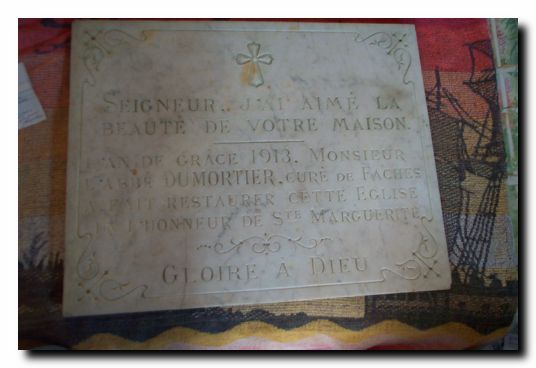 SEIGNEUR, J'AI AIMÉ LA
BEAUTÉ DE VOTRE MAISON.
L'AN DE GRÂCE 1913. MONSIEUR
L'ABBÉ DUMORTIER, CURÉ DE FACHES
FAIT RESTAURER CETTE EGLISE
EN L'HONNEUR DE STE MARGUERITE
GLOIRE A DIEU